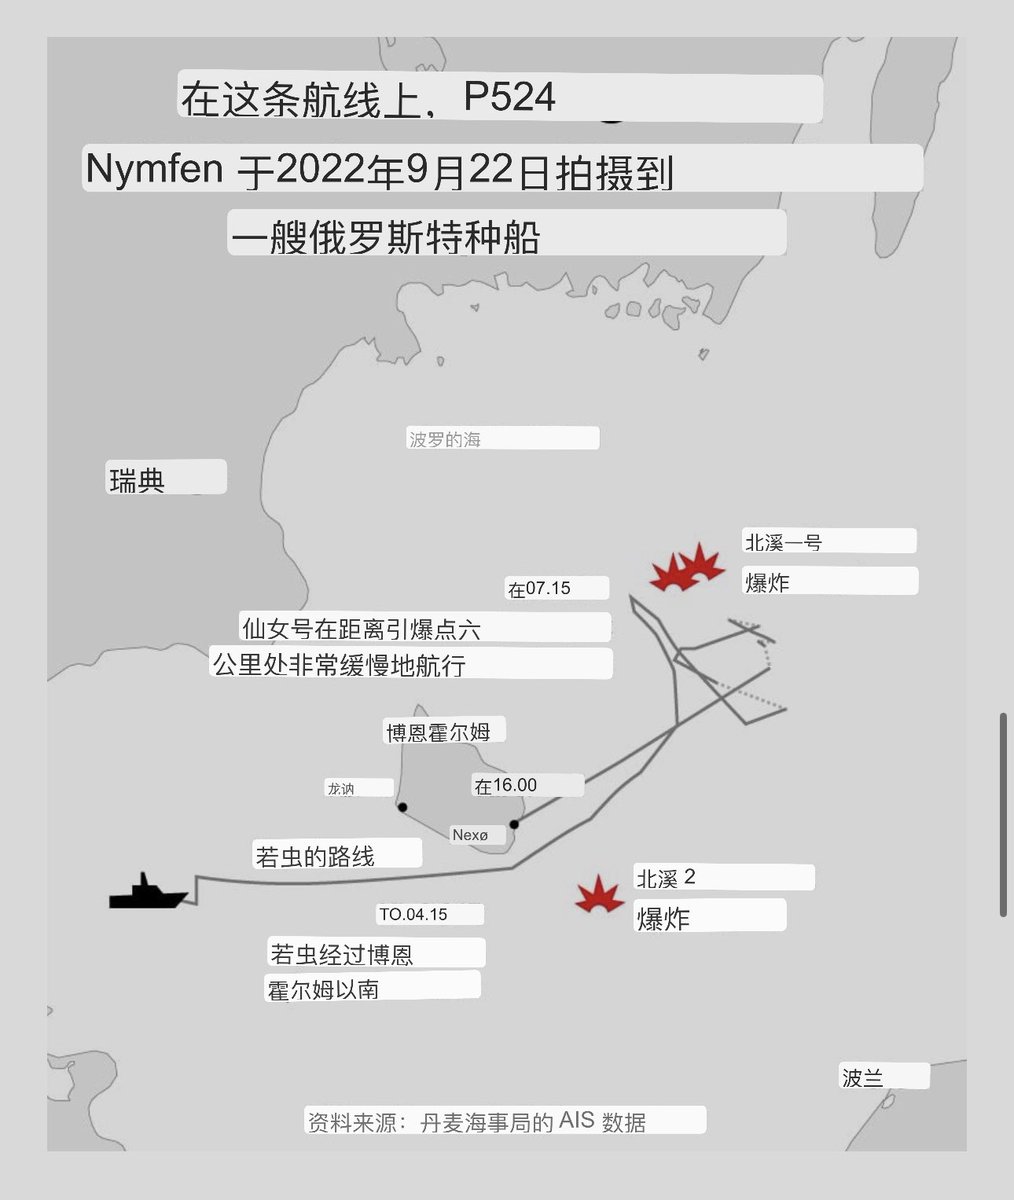 在这条航线上，P524
Nymfen 于2022年9月22日拍摄到
一艘俄罗斯特种船
波罗的海
瑞典
北溪一号
爆炸
在07.15
仙女号在距离引爆点六
公里处非常缓慢地航行
博恩霍尔姆
龙讷
在16.00
Nexø
若虫的路线
北溪 2
爆炸
TO.04.15
若虫经过博恩
霍尔姆以南
波兰
资料来源：丹麦海事局的 AIS 数据